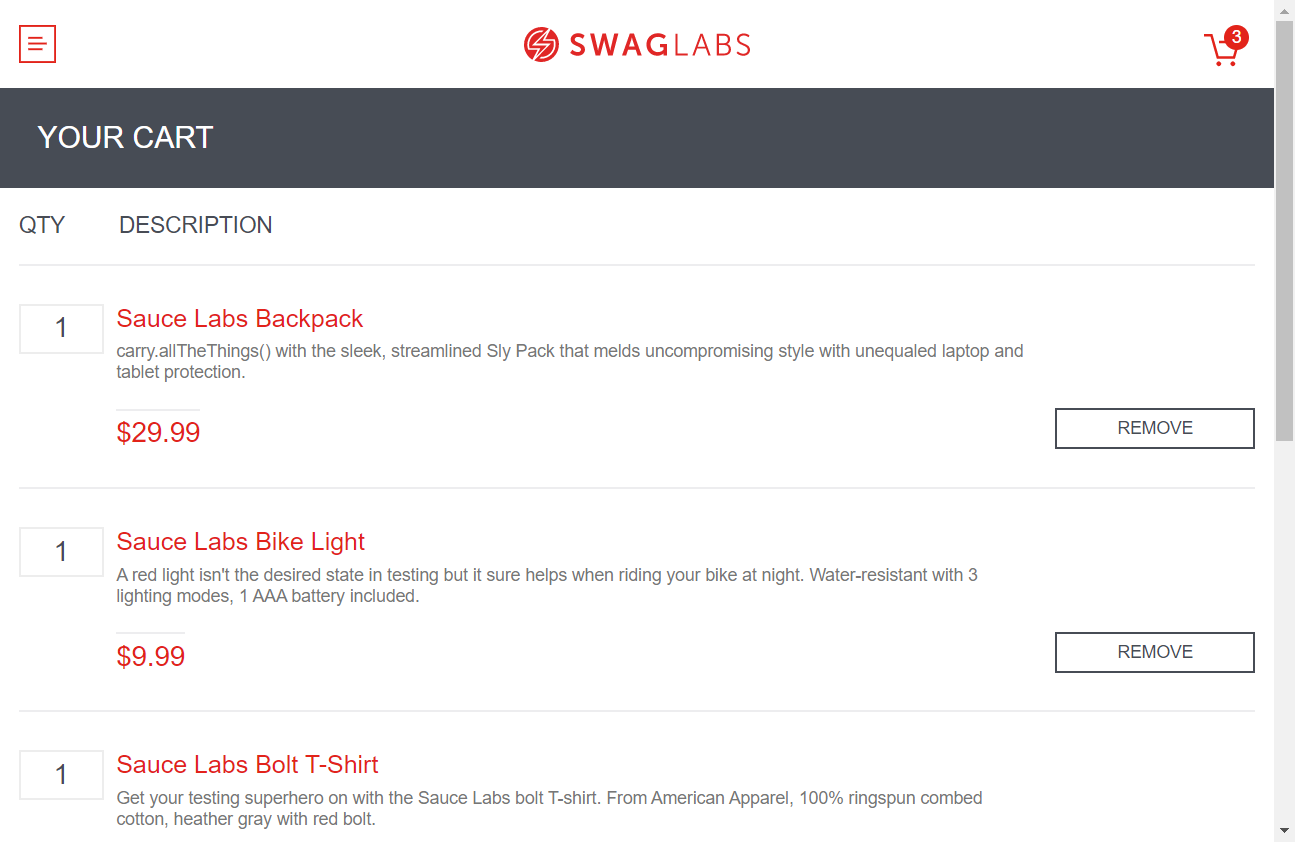 SWAGLABS
3
YOUR CART
QTY DESCRIPTION
1
Sauce Labs Backpack
carry.allTheThings() with the sleek, streamlined Sly Pack that melds uncompromising style with unequaled laptop and
tablet protection.
$29.99
REMOVE
1
Sauce Labs Bike Light
A red light isn't the desired state in testing but it sure helps when riding your bike at night. Water-resistant with 3
lighting modes, 1 AAA battery included.
$9.99
REMOVE
1
Sauce Labs Bolt T-Shirt
Get your testing superhero on with the Sauce Labs bolt T-shirt. From American Apparel, 100% ringspun combed
cotton, heather gray with red bolt.